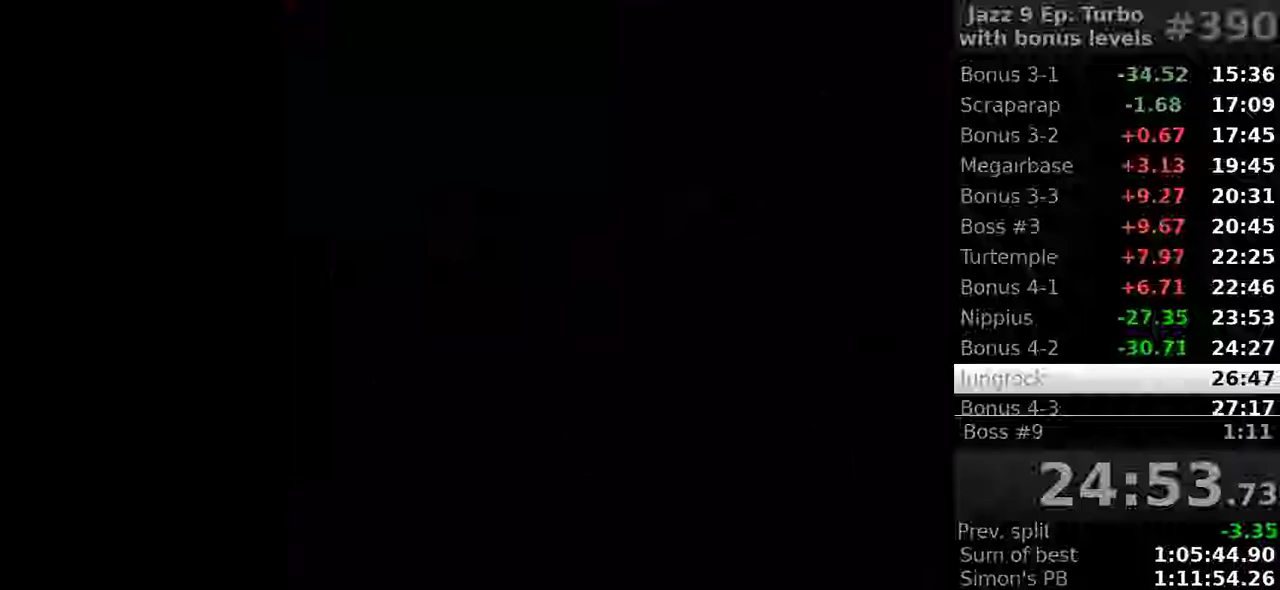 Jazz 9 Ep: Turbo
with bonus levels #390
Bonus 3-1 -34.52 15:36
Scraparap -1.68 17:09
Bonus 3-2 +0.67 17:45
Megairbase +3.13 19:45
Bonus 3-3 +9.27 20:31
Boss #3 +9.67 20:45
Turtemple +7.97 22:25
Bonus 4-1 +6.71 22:46
Nippius -27.35 23:53
Bonus 4-2 -30.71 24:27
Jungrock 26:47
Bonus 4-3 27:17
Boss #9 1:11
24:53.73
Prev. split -3.35
Sum of best 1:05:44.90
Simon's PB 1:11:54.26